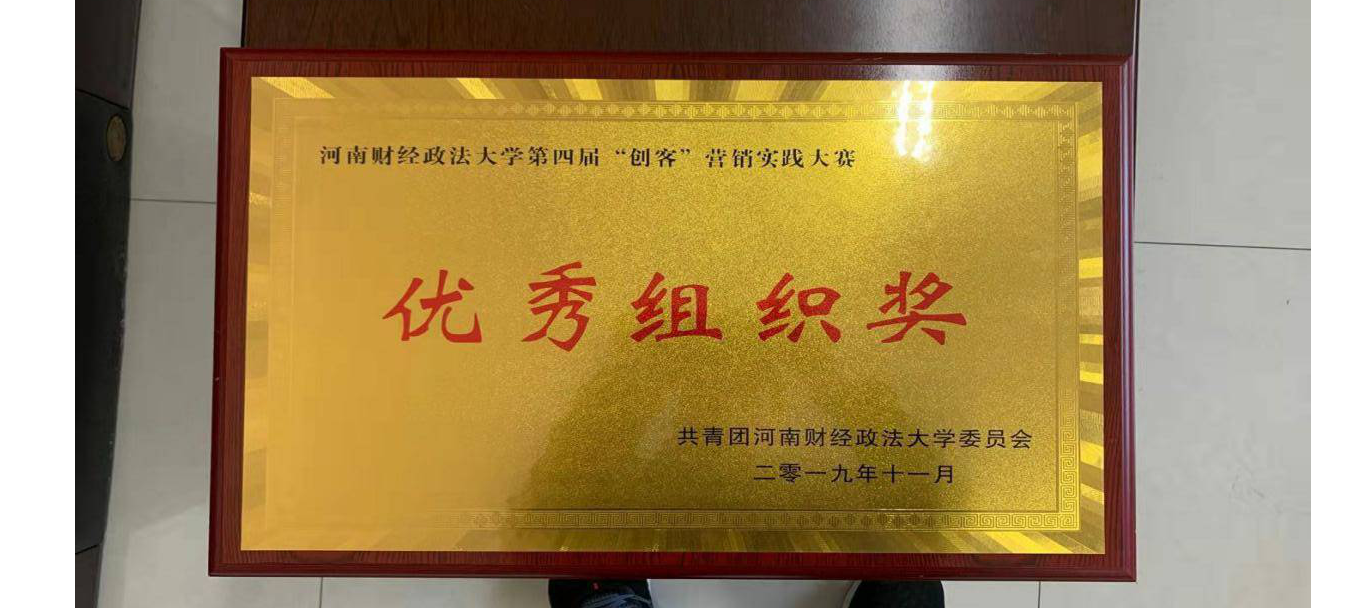 河南财经政法大学第四届“创客”营销实践大赛
优秀组织奖
共青团河南财经政法大学委员会
二零一九年十一月